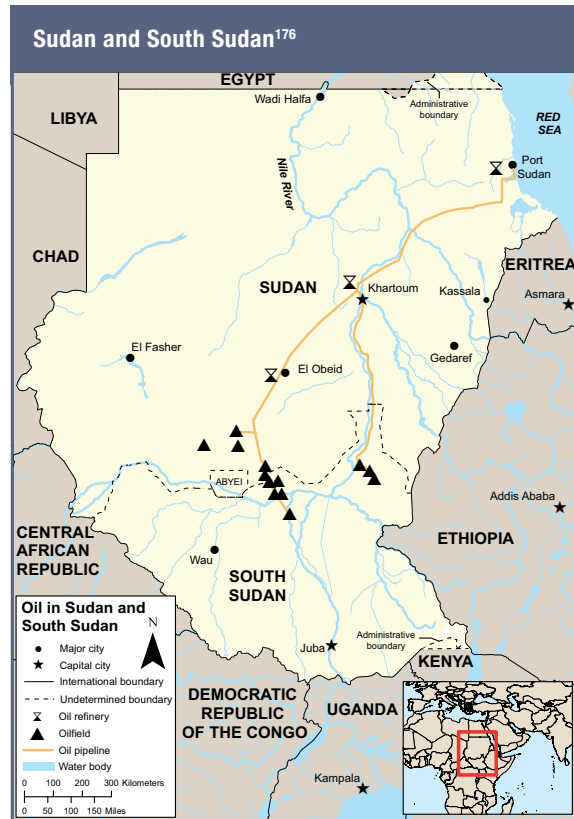 Sudan and South Sudan176
EGYPT
Wadi Halfa
Administrative
boundary
LIBYA
RED
SEA
Port
Sudan
Nile River
CHAD
ERITREA
SUDAN
Khartoum
Kassala
Asmara
El Fasher
El Obeid
Gedaref
ABYEI
Addis Ababa
CENTRAL
AFRICAN
REPUBLIC
ETHIOPIA
Wau
SOUTH
SUDAN
Juba
Administrative
boundary
KENYA
DEMOCRATIC
REPUBLIC
OF THE CONGO
UGANDA
Kampala
Oil in Sudan and
South Sudan
N
Major city
Capital city
International boundary
Undetermined boundary
Oil refinery
Oilfield
Oil pipeline
Water body
0 100 200 300 Kilometers
0 50 100 150 Miles